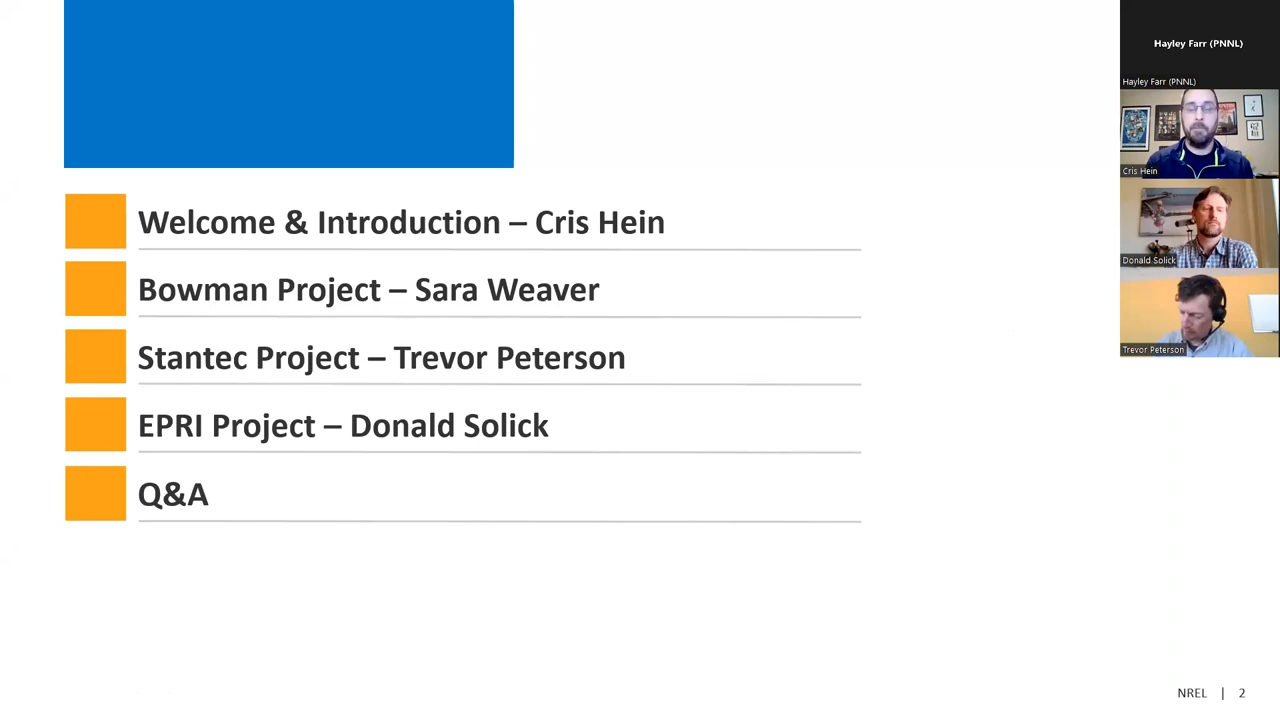 Welcome & Introduction – Cris Hein
Bowman Project – Sara Weaver
Stantec Project – Trevor Peterson
EPRI Project – Donald Solick
Q&A
NREL | 2
Hayley Farr (PNNL)
Hayley Farr (PNNL)
Cris Hein
Donald Solick
Trevor Peterson